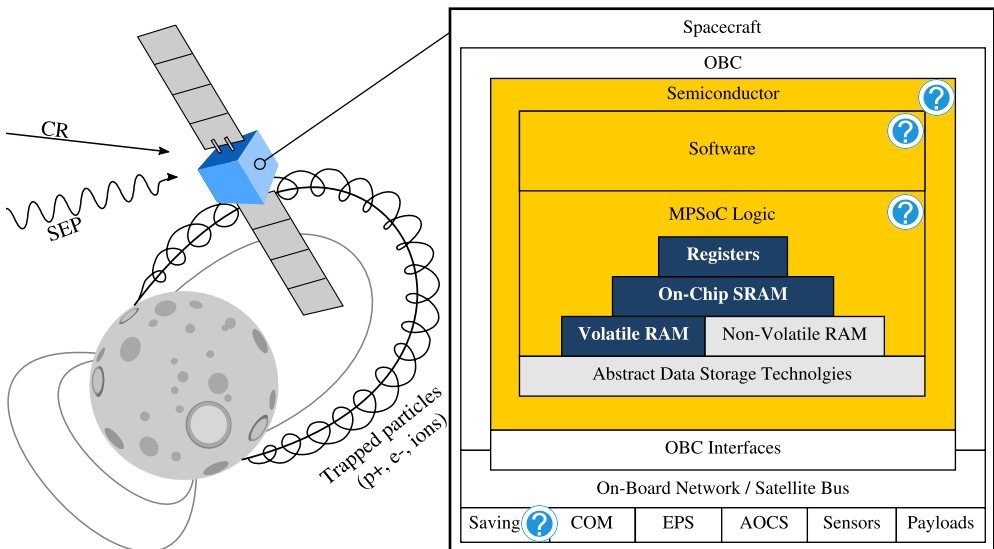 CR
SEP
Trapped particles
(p+, e-, ions)
Spacecraft
OBC
Semiconductor
?
Software
?
MPSoC Logic
?
Registers
On-Chip SRAM
Volatile RAM
Non-Volatile RAM
Abstract Data Storage Technolgies
OBC Interfaces
On-Board Network / Satellite Bus
Saving
?
COM
EPS
AOCS
Sensors
Payloads